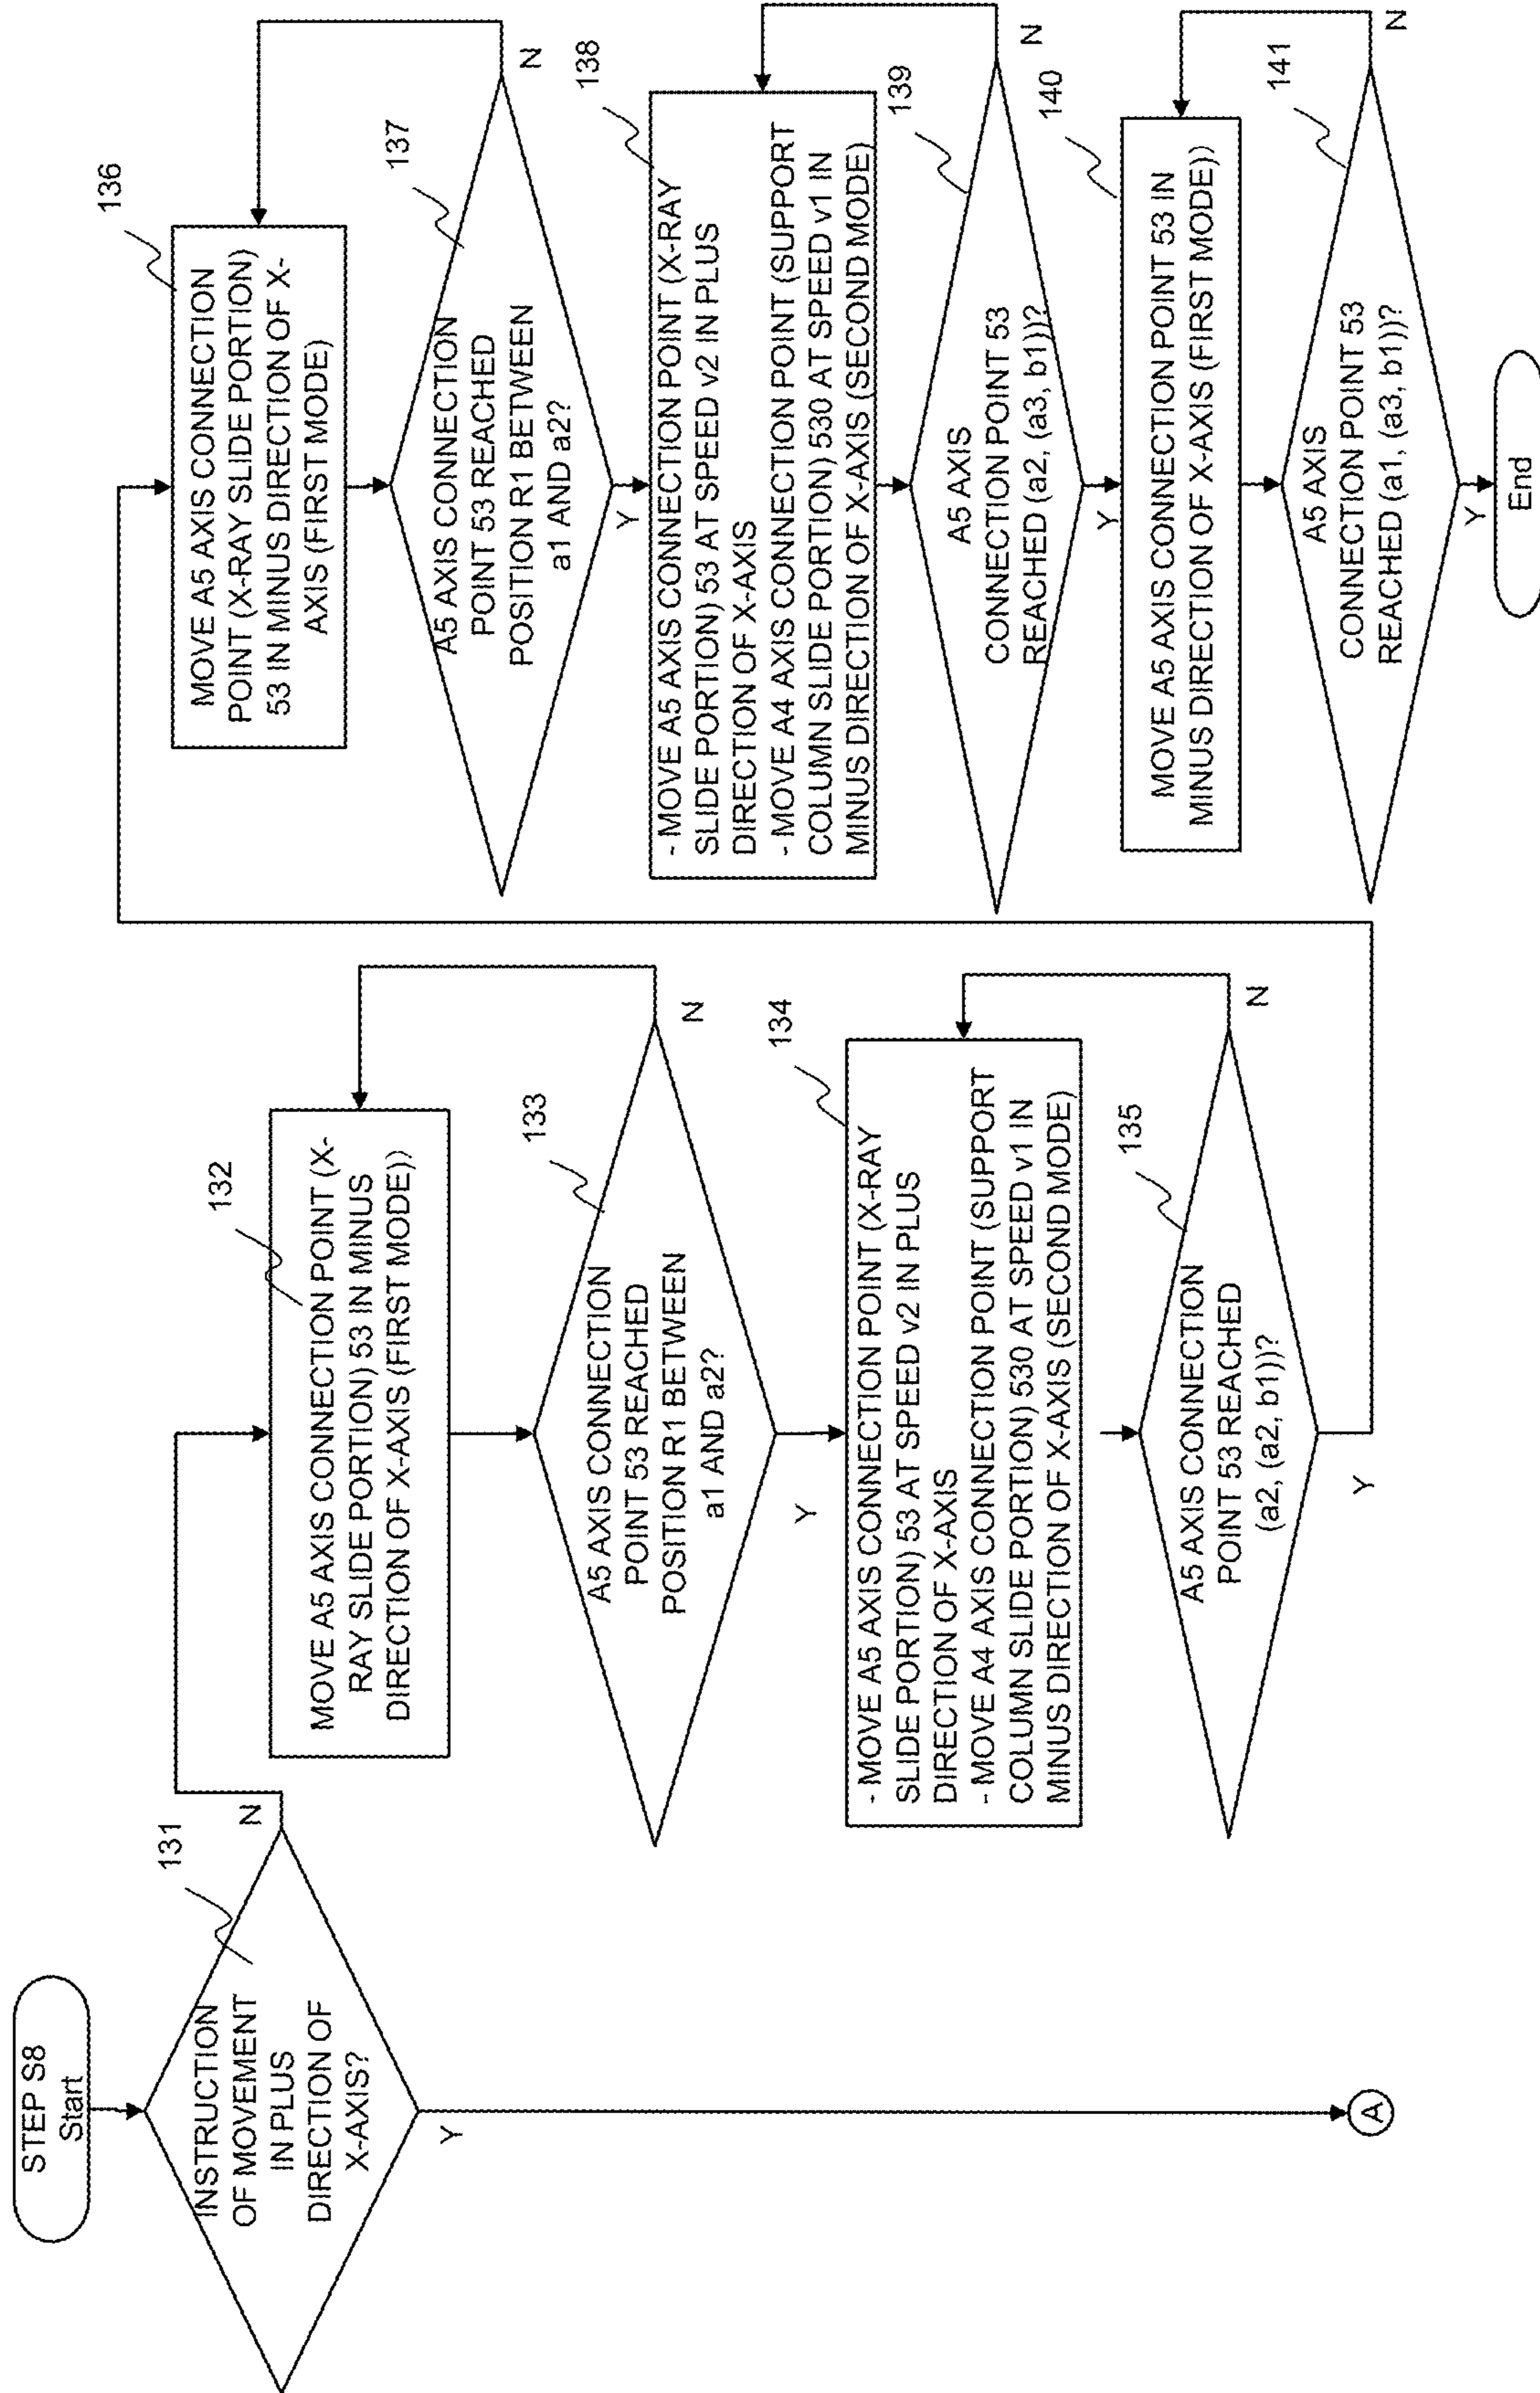 STEP S8
Start
131
INSTRUCTION
OF MOVEMENT
IN PLUS
DIRECTION OF
X-AXIS?
N
Y
A
132
MOVE A5 AXIS CONNECTION POINT (X-
RAY SLIDE PORTION) 53 IN MINUS
DIRECTION OF X-AXIS (FIRST MODE))
133
A5 AXIS CONNECTION
POINT 53 REACHED
POSITION R1 BETWEEN
a1 AND a2?
N
Y
134
- MOVE A5 AXIS CONNECTION POINT (X-RAY
SLIDE PORTION) 53 AT SPEED v2 IN PLUS
DIRECTION OF X-AXIS
- MOVE A4 AXIS CONNECTION POINT (SUPPORT
COLUMN SLIDE PORTION) 530 AT SPEED v1 IN
MINUS DIRECTION OF X-AXIS (SECOND MODE)
135
A5 AXIS CONNECTION
POINT 53 REACHED
(a2, (a2, b1))?
N
Y
136
MOVE A5 AXIS CONNECTION
POINT (X-RAY SLIDE PORTION)
53 IN MINUS DIRECTION OF X-
AXIS (FIRST MODE)
137
A5 AXIS CONNECTION
POINT 53 REACHED
POSITION R1 BETWEEN
a1 AND a2?
N
Y
138
- MOVE A5 AXIS CONNECTION POINT (X-RAY
SLIDE PORTION) 53 AT SPEED v2 IN PLUS
DIRECTION OF X-AXIS
- MOVE A4 AXIS CONNECTION POINT (SUPPORT
COLUMN SLIDE PORTION) 530 AT SPEED v1 IN
MINUS DIRECTION OF X-AXIS (SECOND MODE)
139
A5 AXIS
CONNECTION POINT 53
REACHED (a2, (a3, b1))?
N
Y
140
MOVE A5 AXIS CONNECTION POINT 53 IN
MINUS DIRECTION OF X-AXIS (FIRST MODE))
141
A5 AXIS
CONNECTION POINT 53
REACHED (a1, (a3, b1))?
N
Y
End